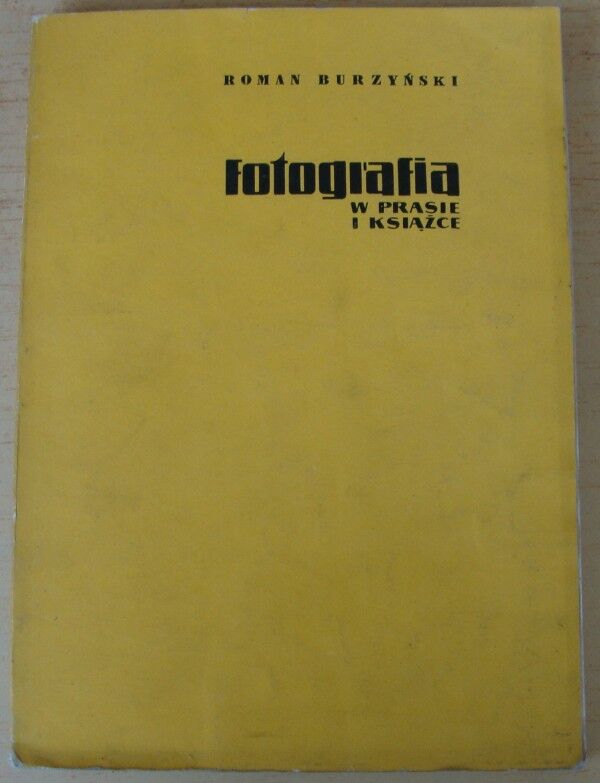 ROMAN BURZYŃSKI
fotografia
W PRASIE
I KSIĄŻCE